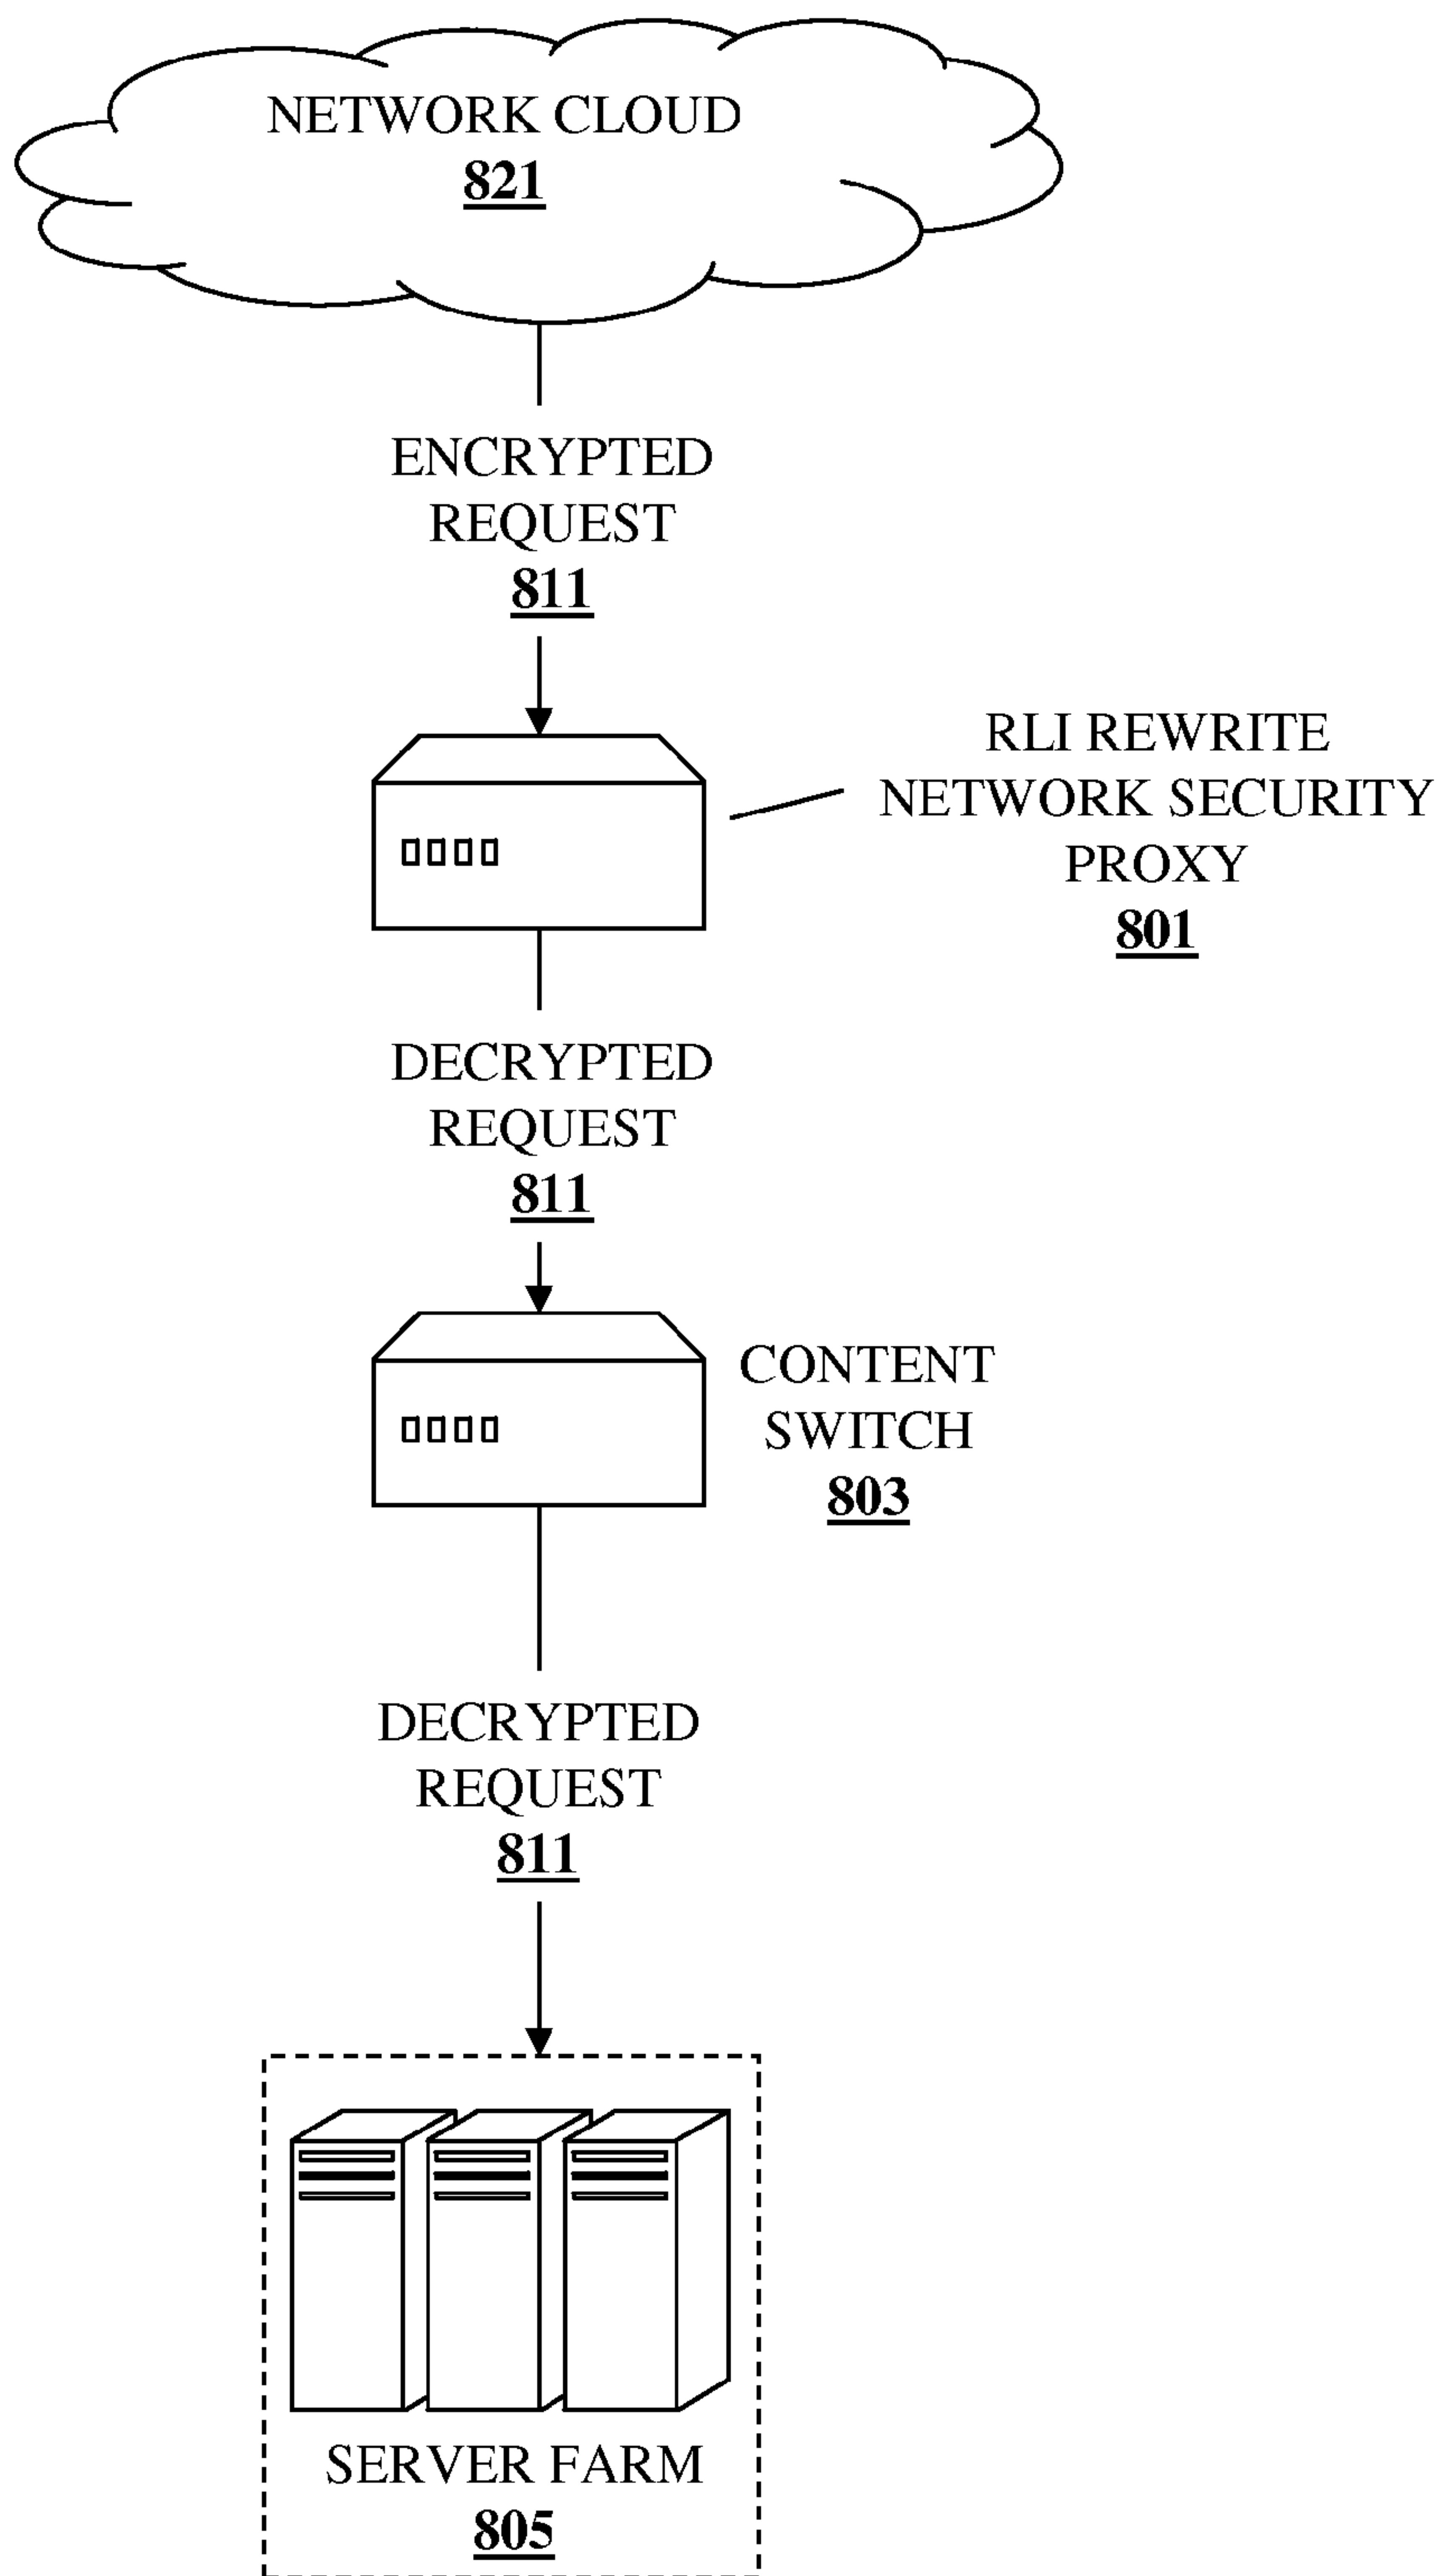 NETWORK CLOUD
821
ENCRYPTED
REQUEST
811
RLI REWRITE
NETWORK SECURITY
PROXY
801
DECRYPTED
REQUEST
811
CONTENT
SWITCH
803
DECRYPTED
REQUEST
811
SERVER FARM
805